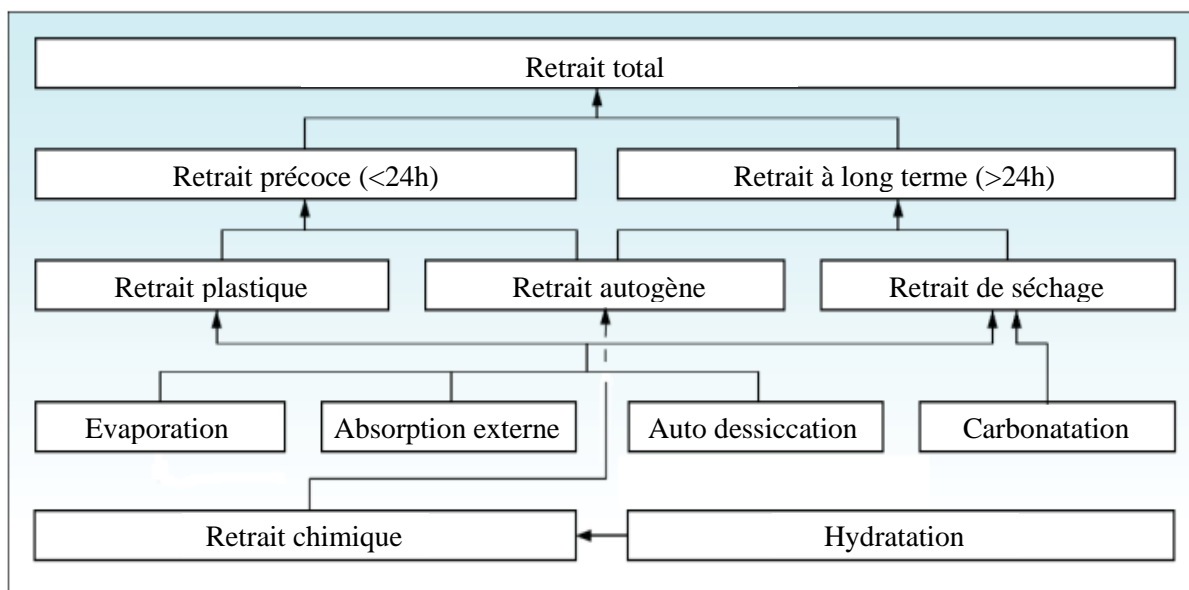 Retrait total
Retrait précoce (<24h)
Retrait à long terme (>24h)
Retrait plastique
Retrait autogène
Retrait de séchage
Evaporation
Absorption externe
Auto dessiccation
Carbonatation
Retrait chimique
Hydratation